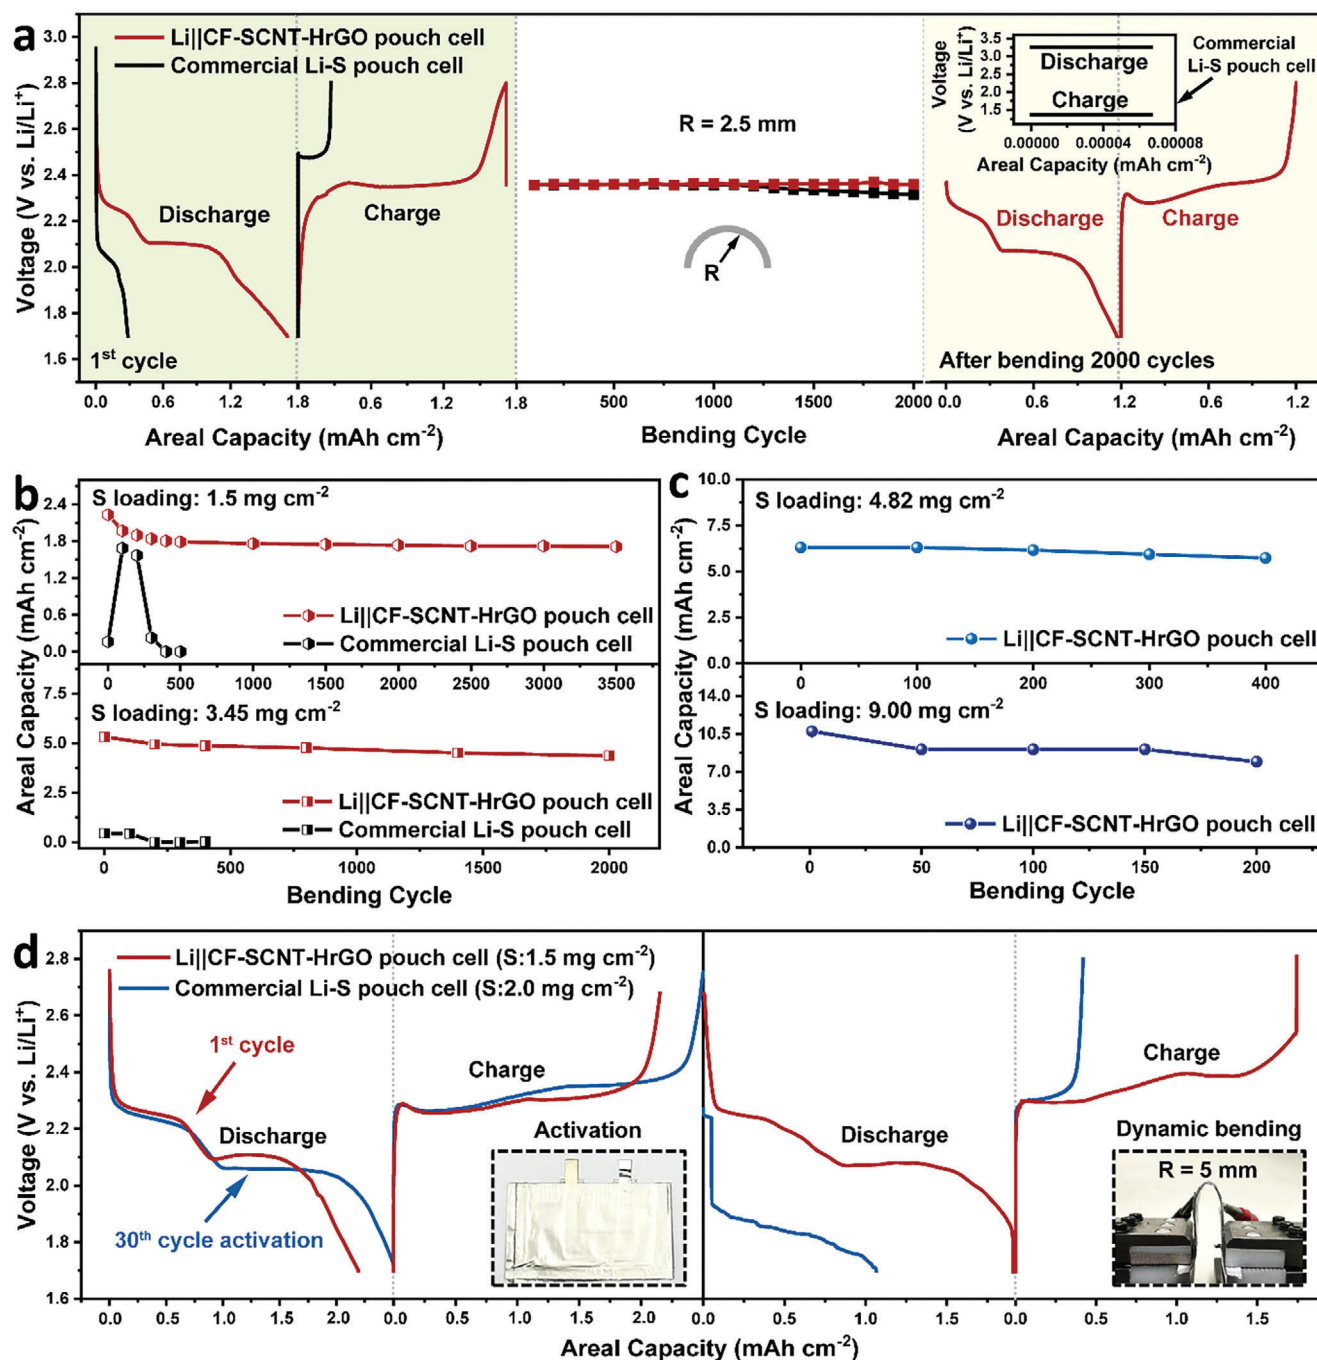 a
Li||CF-SCNT-HrGO pouch cell
Commercial Li-S pouch cell
Voltage (V vs. Li/Li⁺)
3.0
2.8
2.6
2.4
2.2
2.0
1.8
1.6
Discharge
Charge
1st cycle
0.0 0.6 1.2 1.8 0.6 1.2 1.8
Areal Capacity (mAh cm-2)
R = 2.5 mm
R
500 1000 1500 2000
Bending Cycle
Voltage
(V vs. Li/Li⁺)
3.5
3.0
2.5
2.0
1.5
Discharge
Charge
0.00000 0.00004 0.00008
Areal Capacity (mAh cm-2)
Commercial
Li-S pouch cell
Discharge
Charge
After bending 2000 cycles
0.0 0.6 1.2 0.6 1.2
Areal Capacity (mAh cm-2)
b
Areal Capacity (mAh cm-2)
S loading: 1.5 mg cm-2
2.4
1.8
1.2
0.6
0.0
Li||CF-SCNT-HrGO pouch cell
Commercial Li-S pouch cell
0 500 1000 1500 2000 2500 3000 3500
S loading: 3.45 mg cm-2
7.5
5.0
2.5
0.0
Li||CF-SCNT-HrGO pouch cell
Commercial Li-S pouch cell
0 500 1000 1500 2000
Bending Cycle
c
Areal Capacity (mAh cm-2)
S loading: 4.82 mg cm-2
10.0
7.5
5.0
2.5
0.0
Li||CF-SCNT-HrGO pouch cell
0 100 200 300 400
S loading: 9.00 mg cm-2
14.0
10.5
7.0
3.5
0.0
Li||CF-SCNT-HrGO pouch cell
0 50 100 150 200
Bending Cycle
d
Li||CF-SCNT-HrGO pouch cell (S:1.5 mg cm-2)
Commercial Li-S pouch cell (S:2.0 mg cm-2)
Voltage (V vs. Li/Li⁺)
2.8
2.6
2.4
2.2
2.0
1.8
1.6
1st cycle
Discharge
30th cycle activation
Charge
Activation
Discharge
Charge
Dynamic bending
R = 5 mm
0.0 0.5 1.0 1.5 2.0 0.0 0.5 1.0 1.5 2.0 0.0 0.5 1.0 1.5 0.0 0.5 1.0 1.5
Areal Capacity (mAh cm-2)